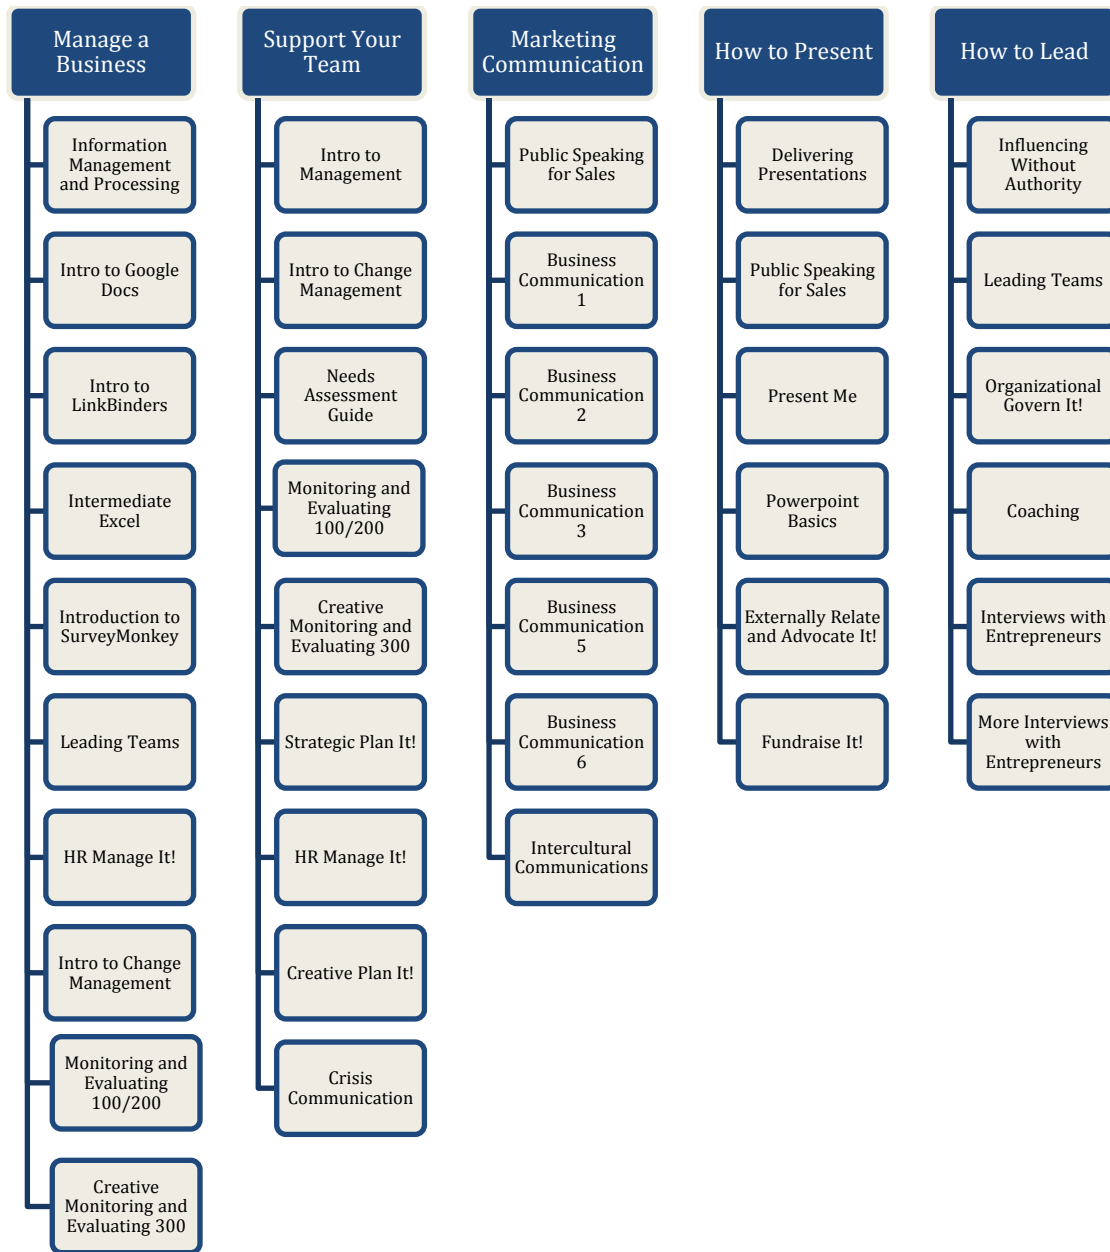 Manage a
Business
Information
Management
and Processing
Intro to Google
Docs
Intro to
LinkBinders
Intermediate
Excel
Introduction to
SurveyMonkey
Leading Teams
HR Manage It!
Intro to Change
Management
Monitoring and
Evaluating
100/200
Creative
Monitoring and
Evaluating 300
Support Your
Team
Intro to
Management
Intro to Change
Management
Needs
Assessment
Guide
Monitoring and
Evaluating
100/200
Creative
Monitoring and
Evaluating 300
Strategic Plan It!
HR Manage It!
Creative Plan It!
Crisis
Communication
Marketing
Communication
Public Speaking
for Sales
Business
Communication
1
Business
Communication
2
Business
Communication
3
Business
Communication
5
Business
Communication
6
Intercultural
Communications
How to Present
Delivering
Presentations
Public Speaking
for Sales
Present Me
Powerpoint
Basics
Externally Relate
and Advocate It!
Fundraise It!
How to Lead
Influencing
Without
Authority
Leading Teams
Organizational
Govern It!
Coaching
Interviews with
Entrepreneurs
More Interviews
with
Entrepreneurs